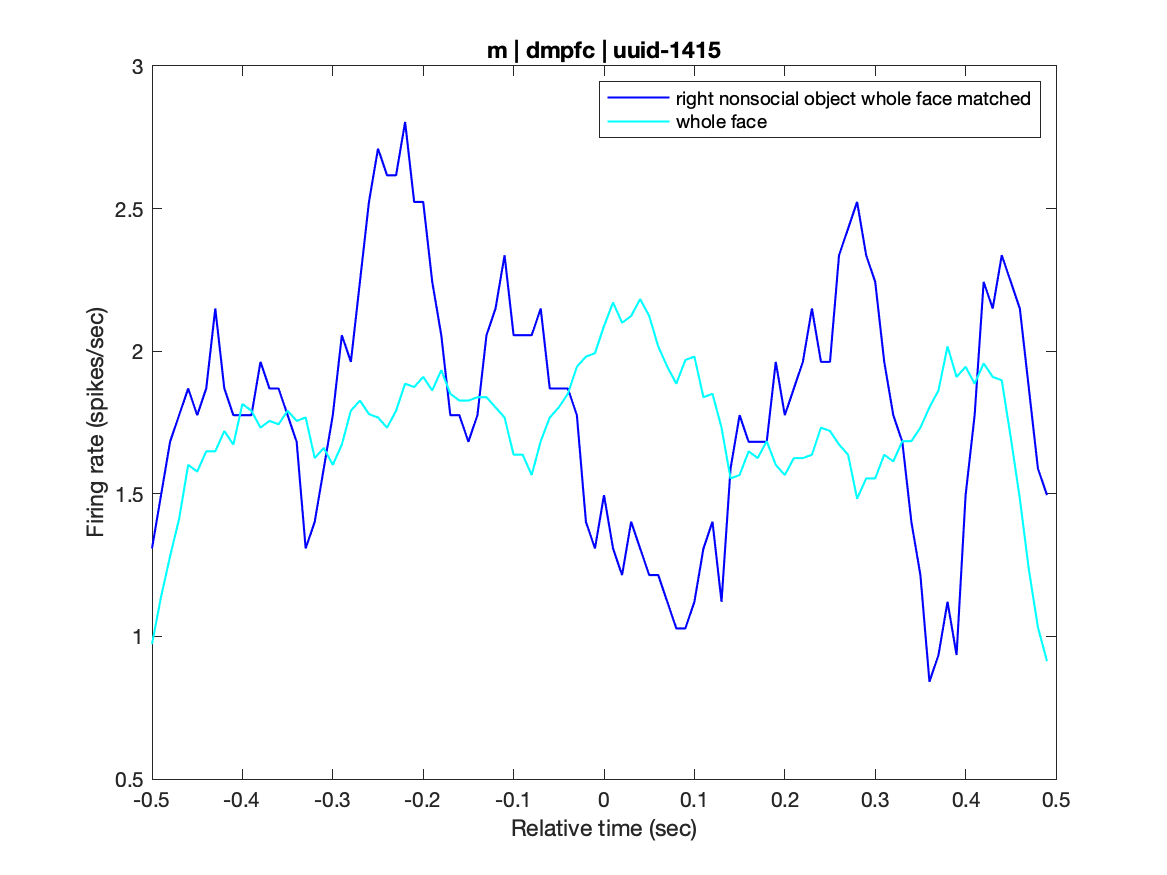 m | dmpfc | uuid-1415
right nonsocial object whole face matched
whole face
Firing rate (spikes/sec)
3
2.5
2
1.5
1
0.5
-0.5 -0.4 -0.3 -0.2 -0.1 0 0.1 0.2 0.3 0.4 0.5
Relative time (sec)